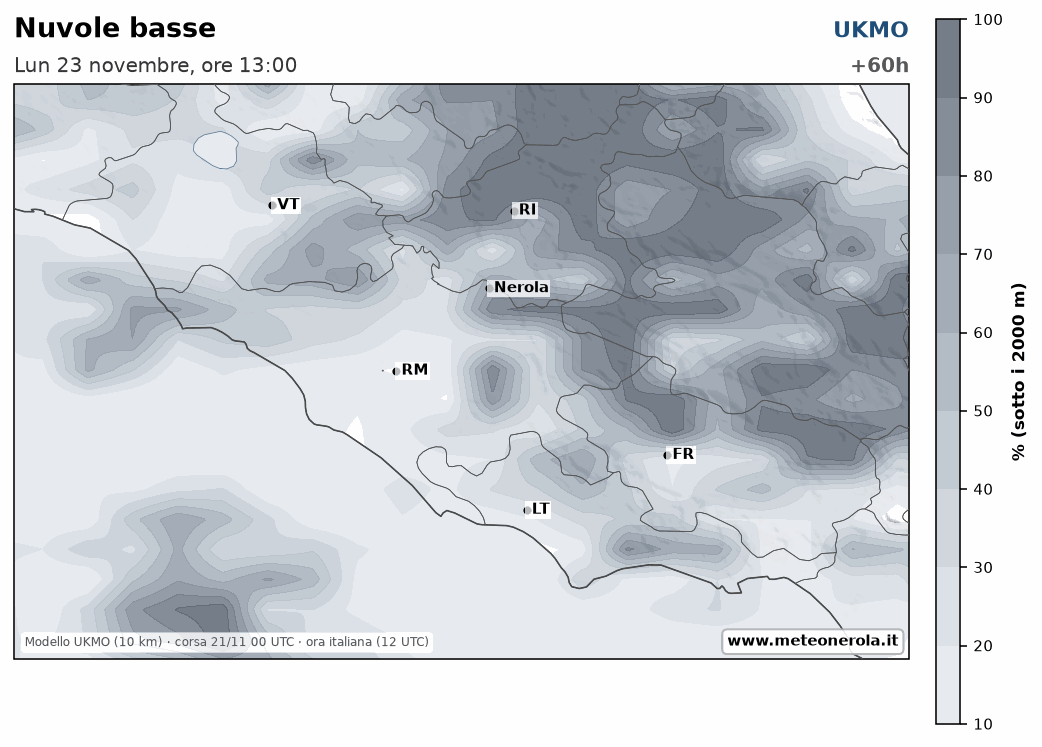 Nuvole basse
UKMO
Lun 23 novembre, ore 13:00
+60h
VT
RI
Nerola
RM
FR
LT
Modello UKMO (10 km) · corsa 21/11 00 UTC · ora italiana (12 UTC)
www.meteonerola.it
100
90
80
70
60
50
40
30
20
10
% (sotto i 2000 m)